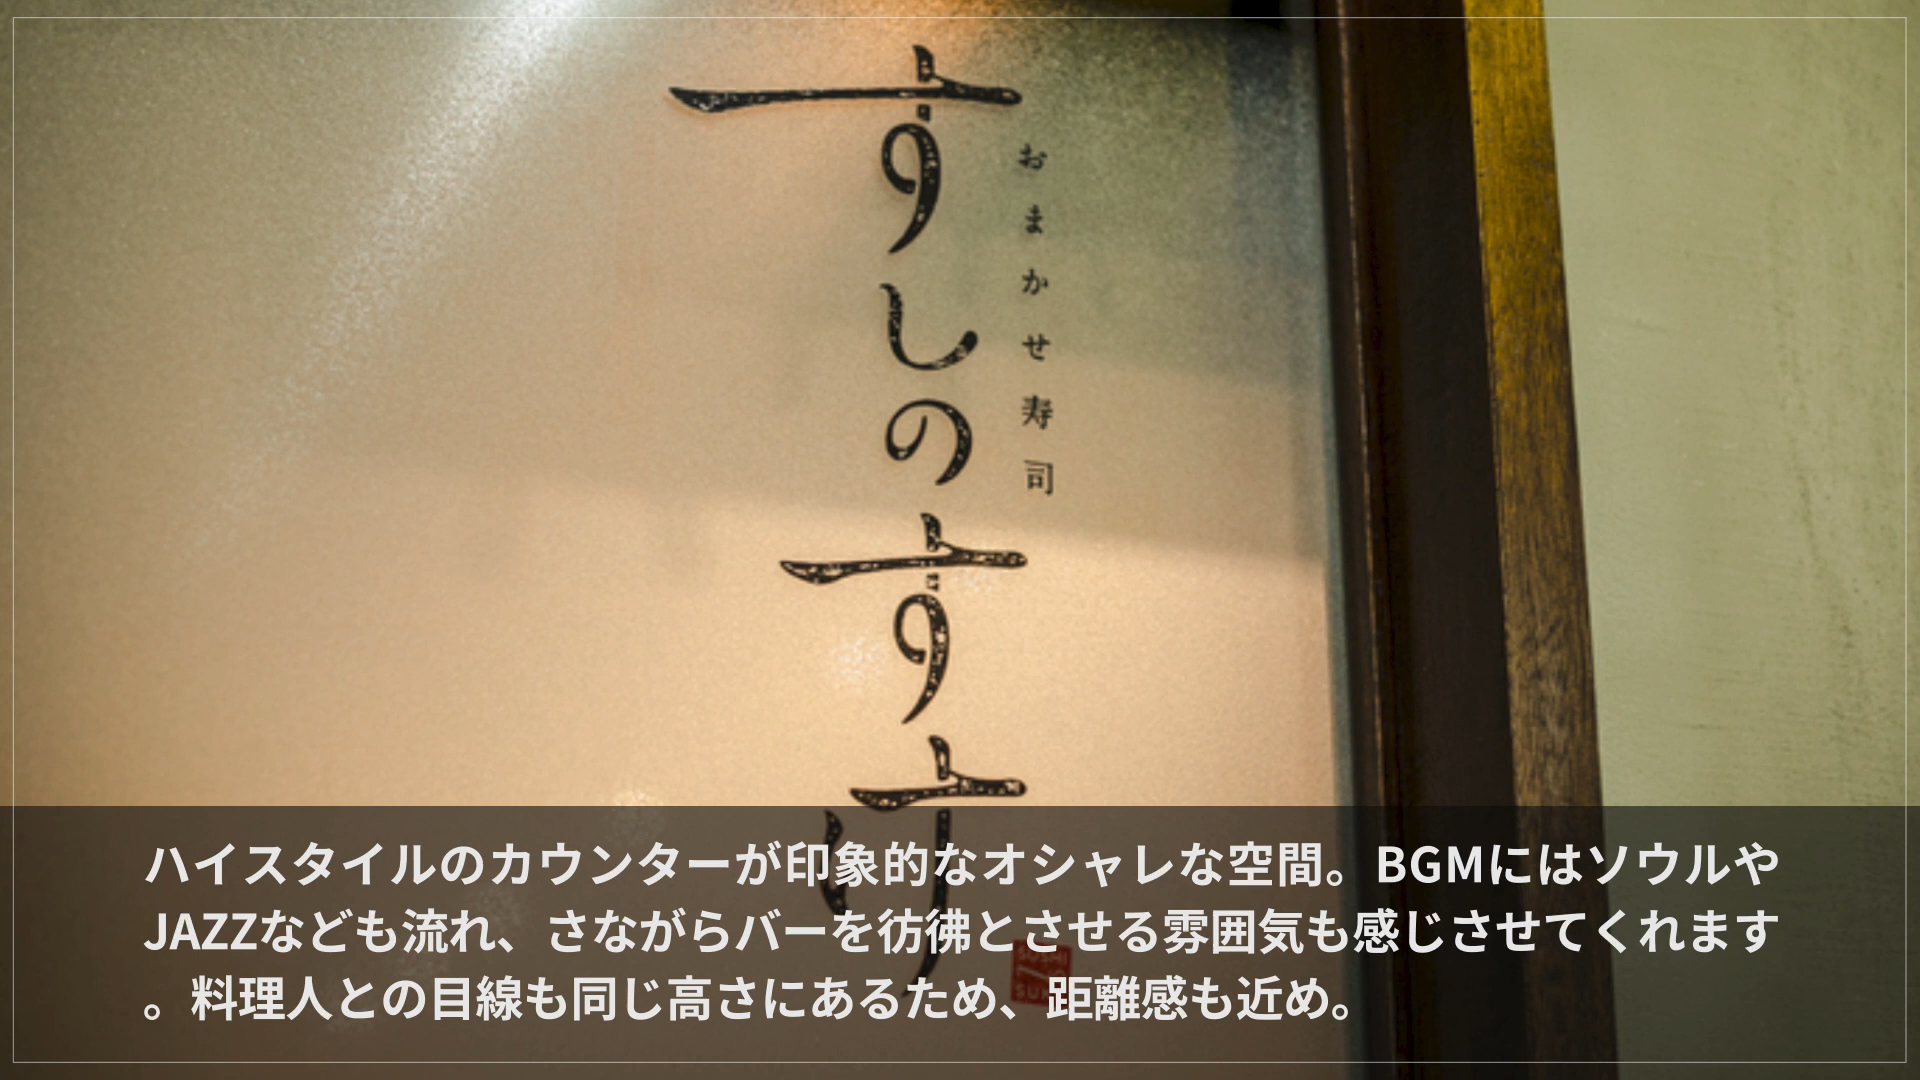 すしのすすけ
おまかせ寿司
ハイスタイルのカウンターが印象的なオシャレな空間。BGMにはソウルや
JAZZなども流れ、さながらバーを彷彿とさせる雰囲気も感じさせてくれます
。料理人との目線も同じ高さにあるため、距離感も近め。